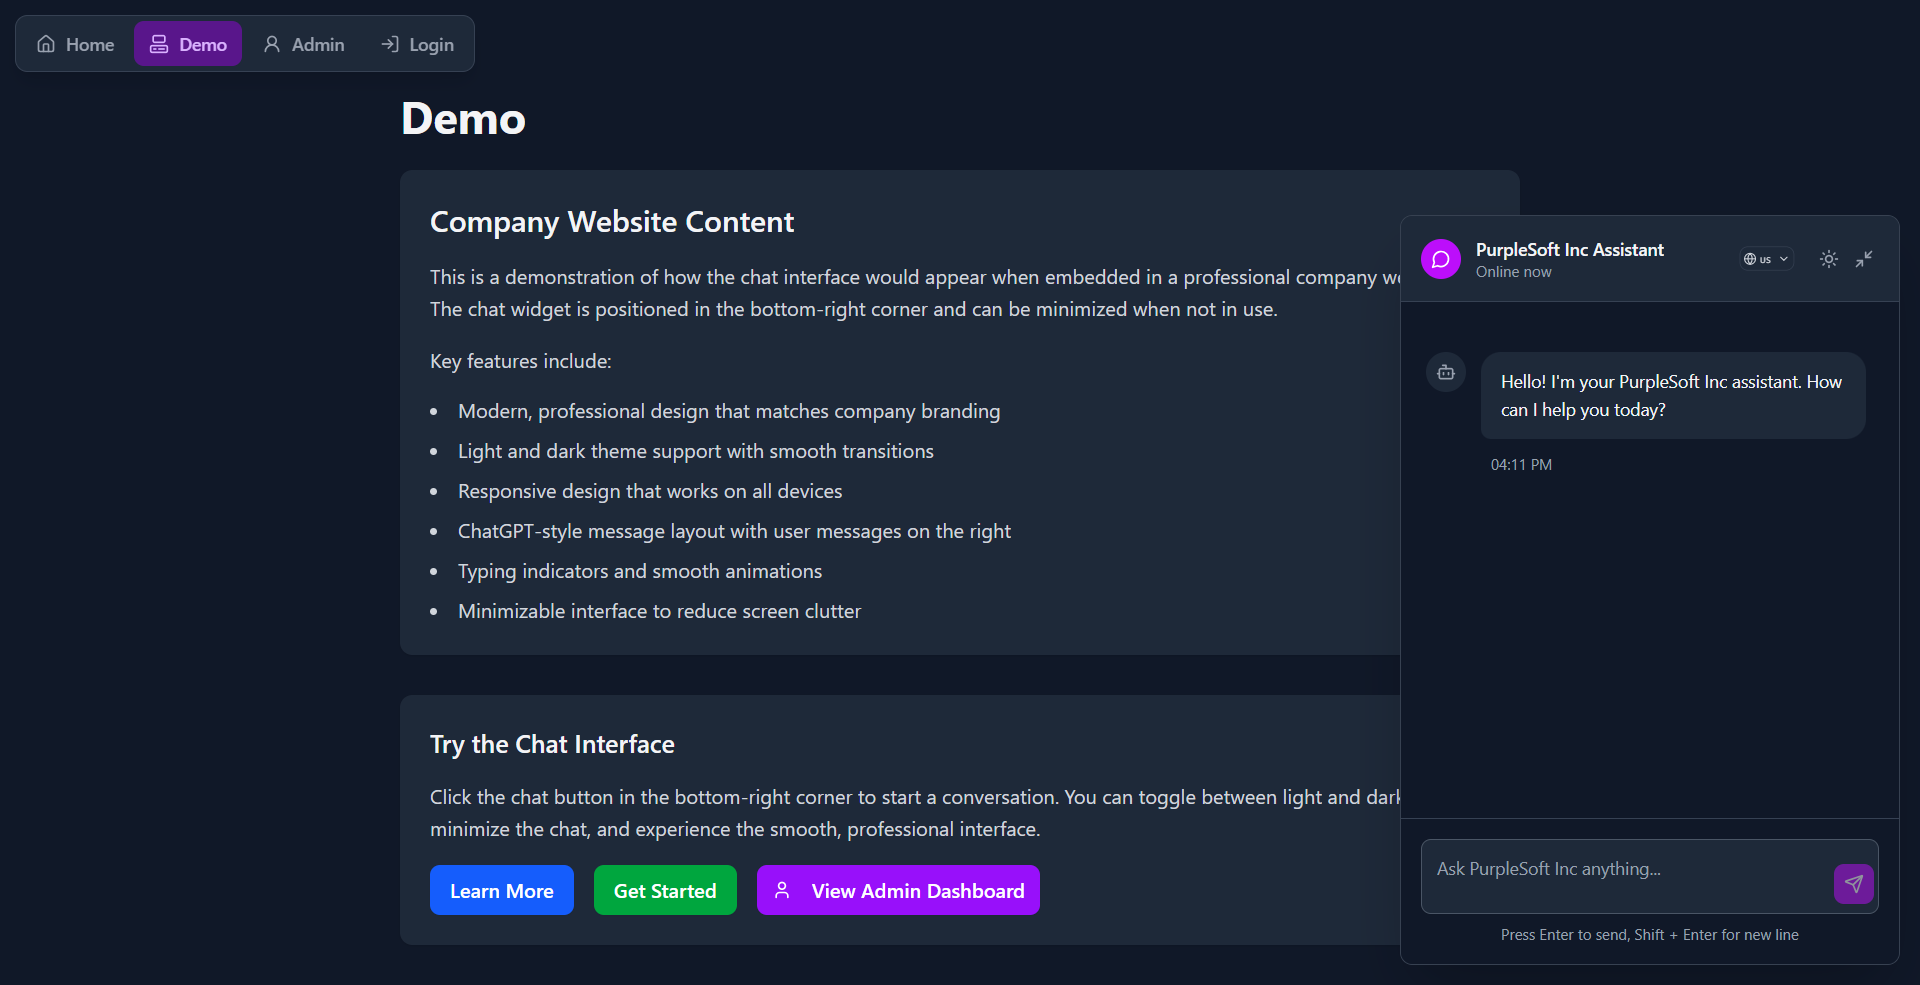 Home
Demo
Admin
Login
Demo
Company Website Content
This is a demonstration of how the chat interface would appear when embedded in a professional company
The chat widget is positioned in the bottom-right corner and can be minimized when not in use.
Key features include:
• Modern, professional design that matches company branding
• Light and dark theme support with smooth transitions
• Responsive design that works on all devices
• ChatGPT-style message layout with user messages on the right
• Typing indicators and smooth animations
• Minimizable interface to reduce screen clutter
Try the Chat Interface
Click the chat button in the bottom-right corner to start a conversation. You can toggle between light and dark
minimize the chat, and experience the smooth, professional interface.
Learn More
Get Started
View Admin Dashboard
PurpleSoft Inc Assistant
Online now
US
Hello! I'm your PurpleSoft Inc assistant. How
can I help you today?
04:11 PM
Ask PurpleSoft Inc anything...
Press Enter to send, Shift + Enter for new line